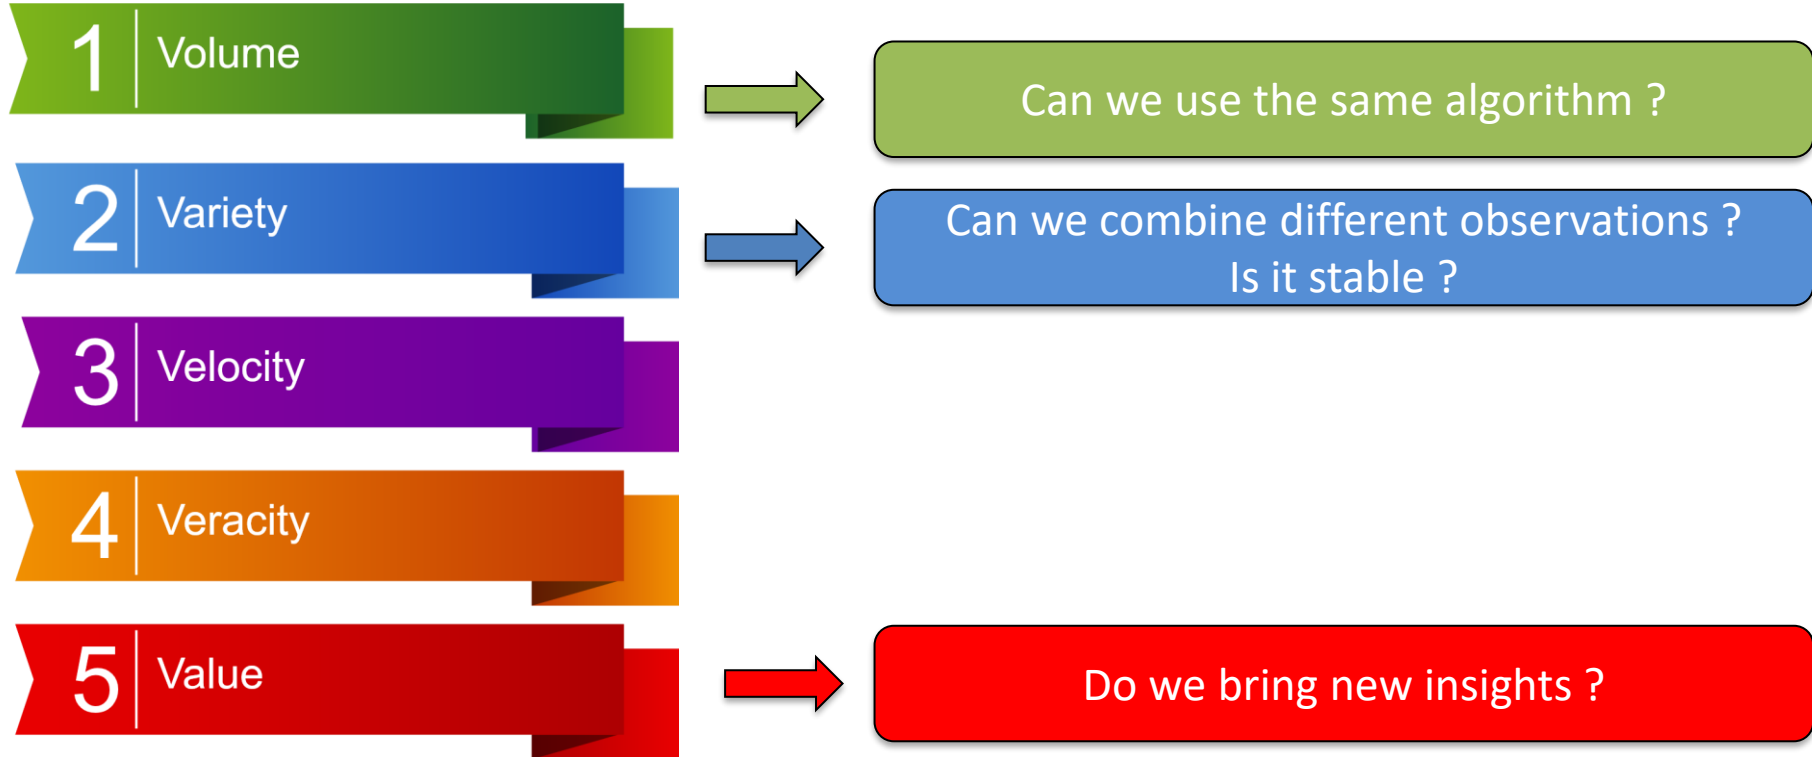 1 Volume
Can we use the same algorithm ?
2 Variety
Can we combine different observations ?
Is it stable ?
3 Velocity
4 Veracity
5 Value
Do we bring new insights ?